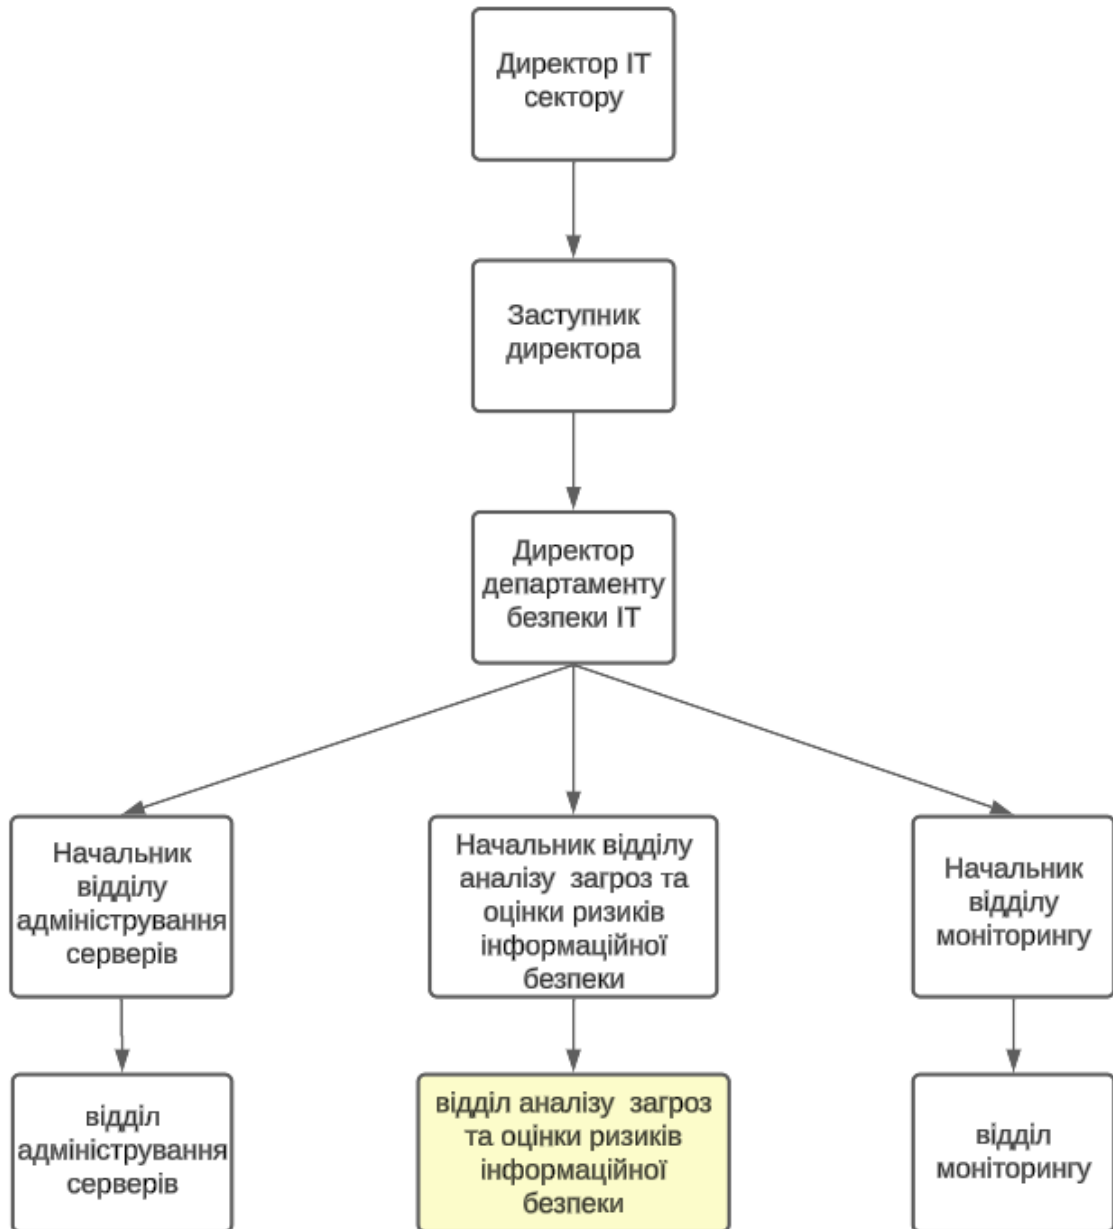 Директор ІТ
сектору
Заступник
директора
Директор
департаменту
безпеки ІТ
Начальник
відділу
адміністрування
серверів
Начальник відділу
аналізу загроз та
оцінки ризиків
інформаційної
безпеки
Начальник
відділу
моніторингу
відділ
адміністрування
серверів
відділ аналізу загроз
та оцінки ризиків
інформаційної
безпеки
відділ
моніторингу